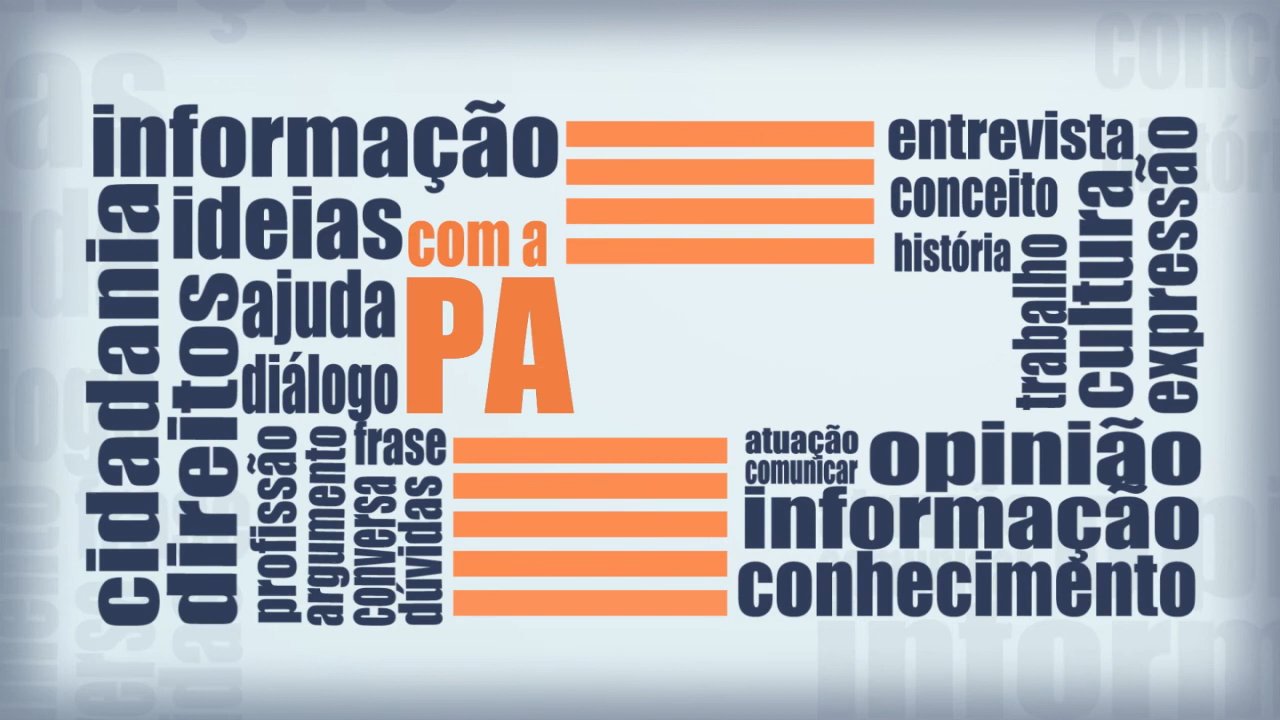 informação
ideias
com a
PA
ajuda
diálogo
cidadania
direitos
profissão
argumento
frase
conversa
dúvidas
entrevista
conceito
história
trabalho
cultura
expressão
atuação
comunicar
opinião
informação
conhecimento